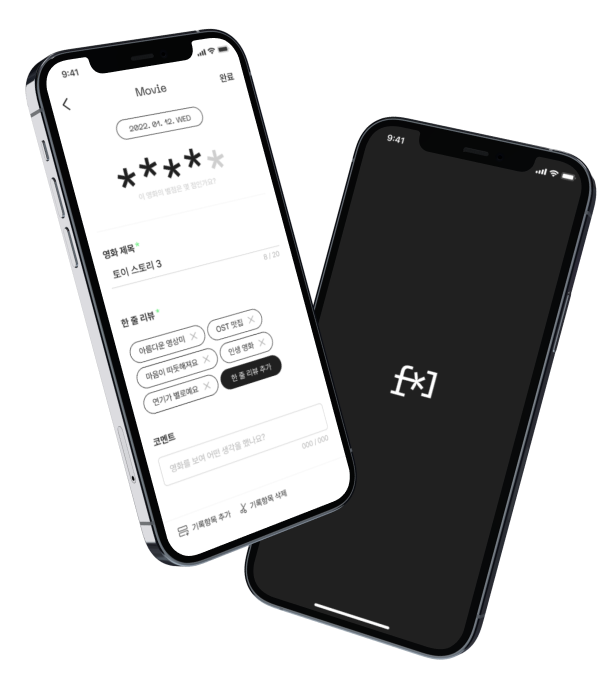 9:41
Movie
완료
2022. 01. 12. WED
*****
이 영화의 별점은 몇 점인가요?
영화 제목*
토이 스토리 3
8 / 20
한 줄 리뷰*
아름다운 영상미 ×
OST 맛집 ×
마음이 따듯해져요 ×
인생 영화 ×
연기가 별로예요 ×
한 줄 리뷰 추가
코멘트
영화를 보며 어떤 생각을 했나요?
000 / 000
기록항목 추가
기록항목 삭제
9:41
f*]